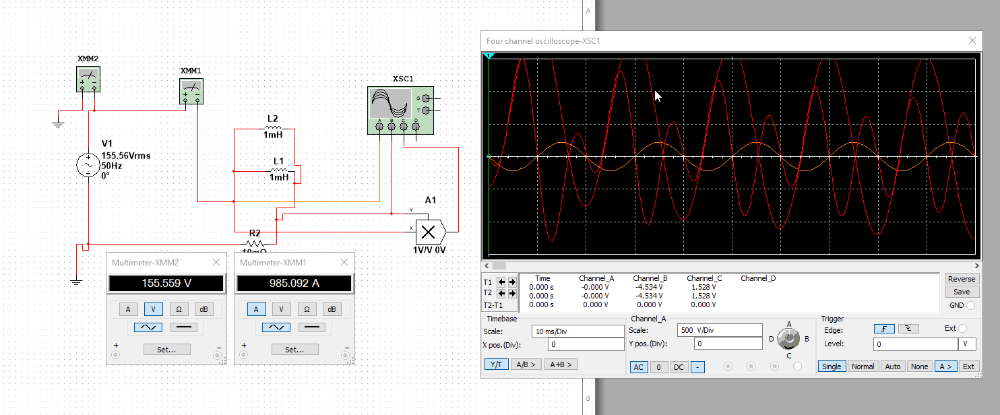 A
XMM2
XMM1
XSC1
G
T
A B C D
L2
1mH
V1
155.56Vrms
50Hz
0°
L1
1mH
A1
Y
X
R2
10mΩ
1V/V 0V
G
Multimeter-XMM2
155.559 V
A V Ω dB
+ Set... −
Multimeter-XMM1
985.092 A
A V Ω dB
+ Set... −
Four channel oscilloscope-XSC1
1
Time Channel_A Channel_B Channel_C Channel_D
T1 0.000 s -0.000 V -4.534 V 1.528 V
T2 0.000 s -0.000 V -4.534 V 1.528 V
T2-T1 0.000 s 0.000 V 0.000 V 0.000 V
Reverse
Save
GND
Timebase
Scale: 10 ms/Div
X pos.(Div): 0
Y/T A/B > A+B >
Channel_A
Scale: 500 V/Div
Y pos.(Div): 0
AC 0 DC -
A
D B
C
Trigger
Edge: Ext
Level: 0 V
Single Normal Auto None A > Ext